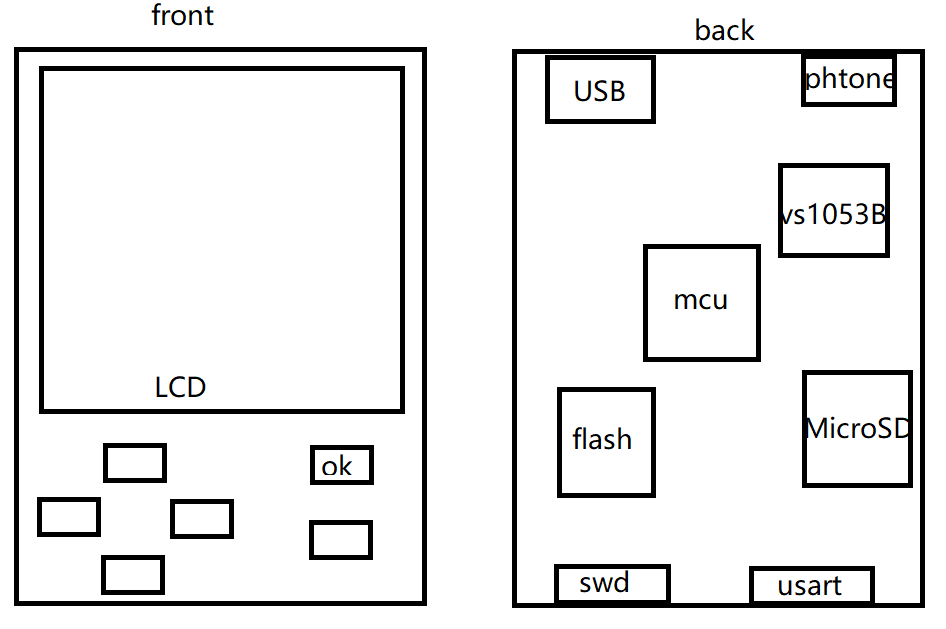 front
LCD
ok
back
USB
phtone
vs1053B
mcu
flash
MicroSD
swd
usart